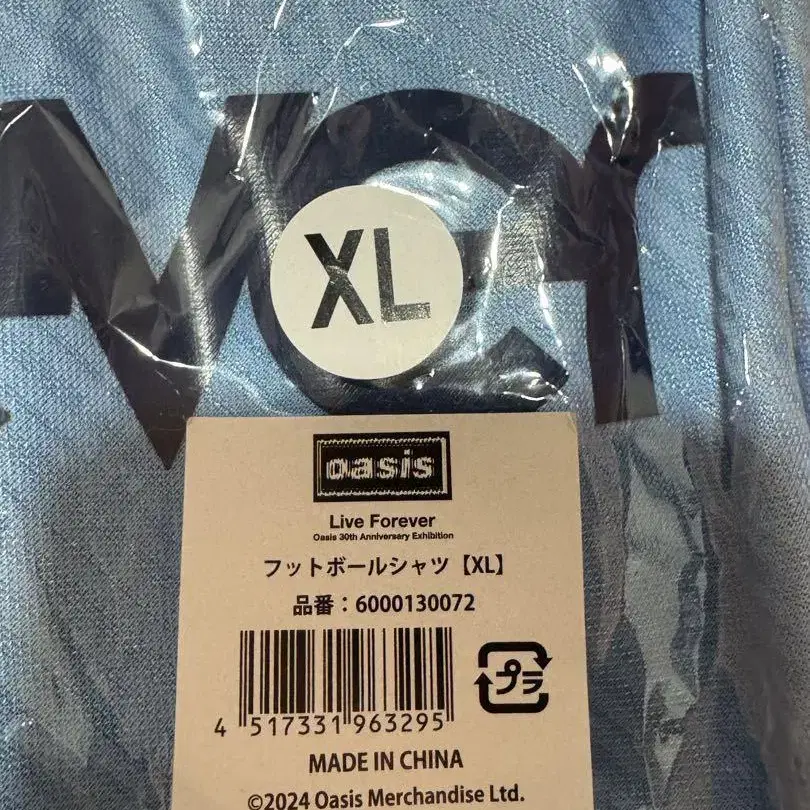 XL
oasis
Live Forever
Oasis 30th Anniversary Exhibition
フットボールシャツ【XL】
品番：6000130072
プラ
4 517331 963295
MADE IN CHINA
©2024 Oasis Merchandise Ltd.